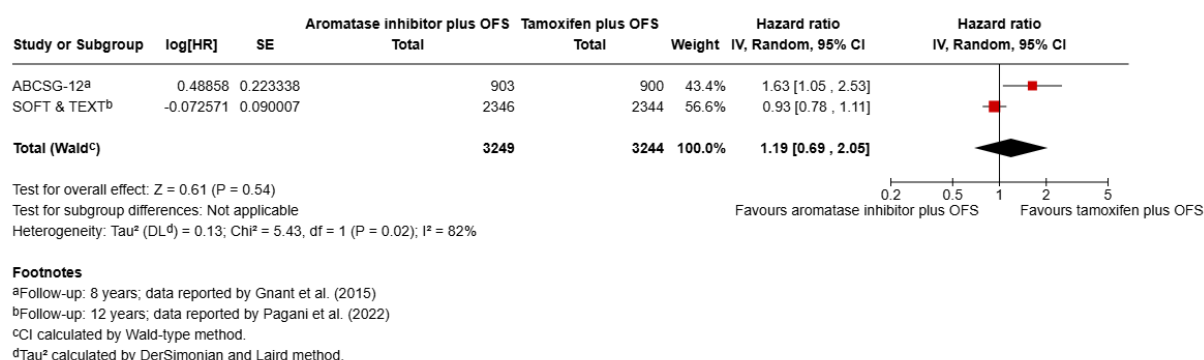 Aromatase inhibitor plus OFS Tamoxifen plus OFS Hazard ratio Hazard ratio
Study or Subgroup log[HR] SE Total Total Weight IV, Random, 95% CI IV, Random, 95% CI
ABCSG-12a 0.48858 0.223338 903 900 43.4% 1.63 [1.05 , 2.53]
SOFT & TEXTb -0.072571 0.090007 2346 2344 56.6% 0.93 [0.78 , 1.11]
Total (Waldc) 3249 3244 100.0% 1.19 [0.69 , 2.05]
Test for overall effect: Z = 0.61 (P = 0.54)
0.2 0.5 1 2 5
Test for subgroup differences: Not applicable
Favours aromatase inhibitor plus OFS Favours tamoxifen plus OFS
Heterogeneity: Tau² (DLd) = 0.13; Chi² = 5.43, df = 1 (P = 0.02); I² = 82%
Footnotes
aFollow-up: 8 years; data reported by Gnant et al. (2015)
bFollow-up: 12 years; data reported by Pagani et al. (2022)
cCI calculated by Wald-type method.
dTau² calculated by DerSimonian and Laird method.